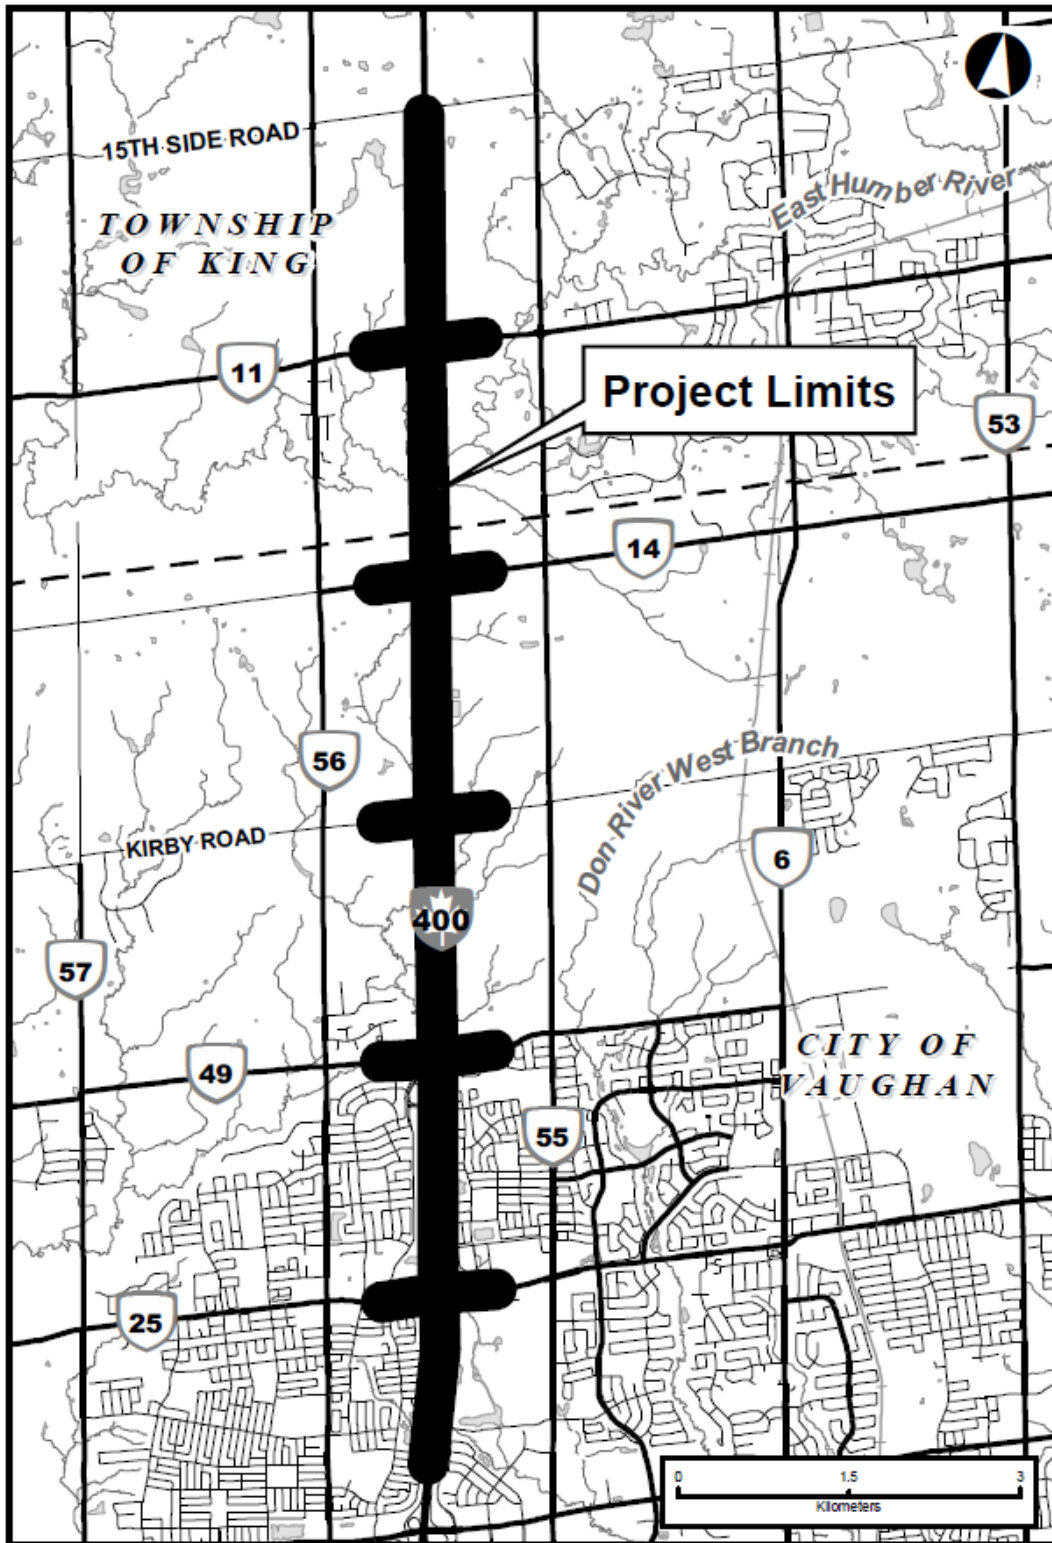 15TH SIDE ROAD
East Humber River
TOWNSHIP
OF KING
11
Project Limits
53
14
56
Don River West Branch
KIRBY ROAD
6
400
57
CITY OF
VAUGHAN
49
55
25
0 1.5 3
Kilometers